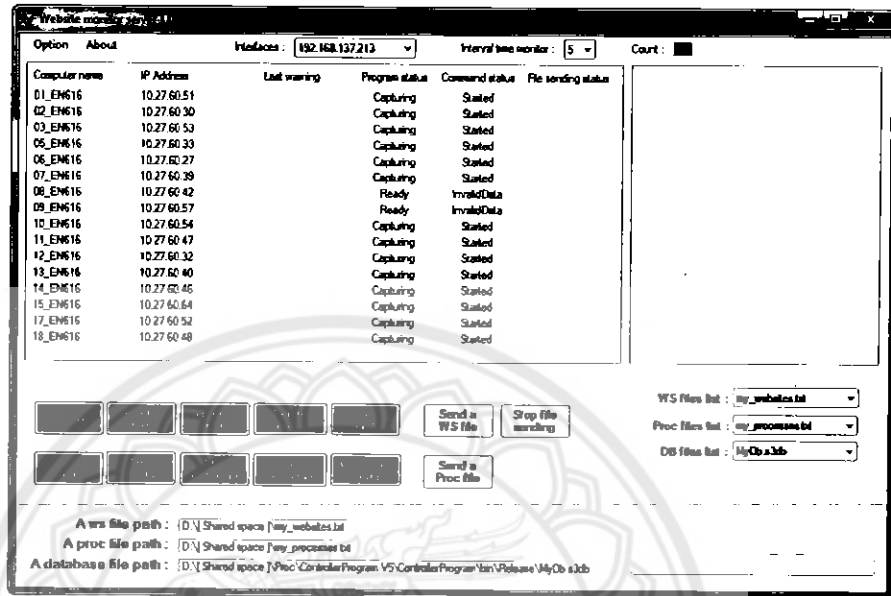 Website monitor
Option About Interfaces : 192.168.137.213 Interval time monitor : 5 Count :
Computer name IP Address Last warning Program status Command status File sending status
01_EN616 10.27.60.51 Capturing Started
02_EN616 10.27.60.30 Capturing Started
03_EN616 10.27.60.53 Capturing Started
05_EN616 10.27.60.33 Capturing Started
06_EN616 10.27.60.27 Capturing Started
07_EN616 10.27.60.39 Capturing Started
08_EN616 10.27.60.42 Ready InvalidData
09_EN616 10.27.60.57 Ready InvalidData
10_EN616 10.27.60.54 Capturing Started
11_EN616 10.27.60.47 Capturing Started
12_EN616 10.27.60.32 Capturing Started
13_EN616 10.27.60.40 Capturing Started
14_EN616 10.27.60.46 Capturing Started
15_EN616 10.27.60.64 Capturing Started
17_EN616 10.27.60.52 Capturing Started
18_EN616 10.27.60.48 Capturing Started
WS files list : my_websites.txt
Send a WS file
Stop file sending
Proc files list : my_processes.txt
DB files list : MyDb.s3db
Send a Proc file
A ws file path : D:\[ Shared space ]\my_websites.txt
A proc file path : D:\[ Shared space ]\my_processes.txt
A database file path : D:\[ Shared space ]\Proc\ControllerProgram V5\ControllerProgram\bin\Release\MyDb.s3db